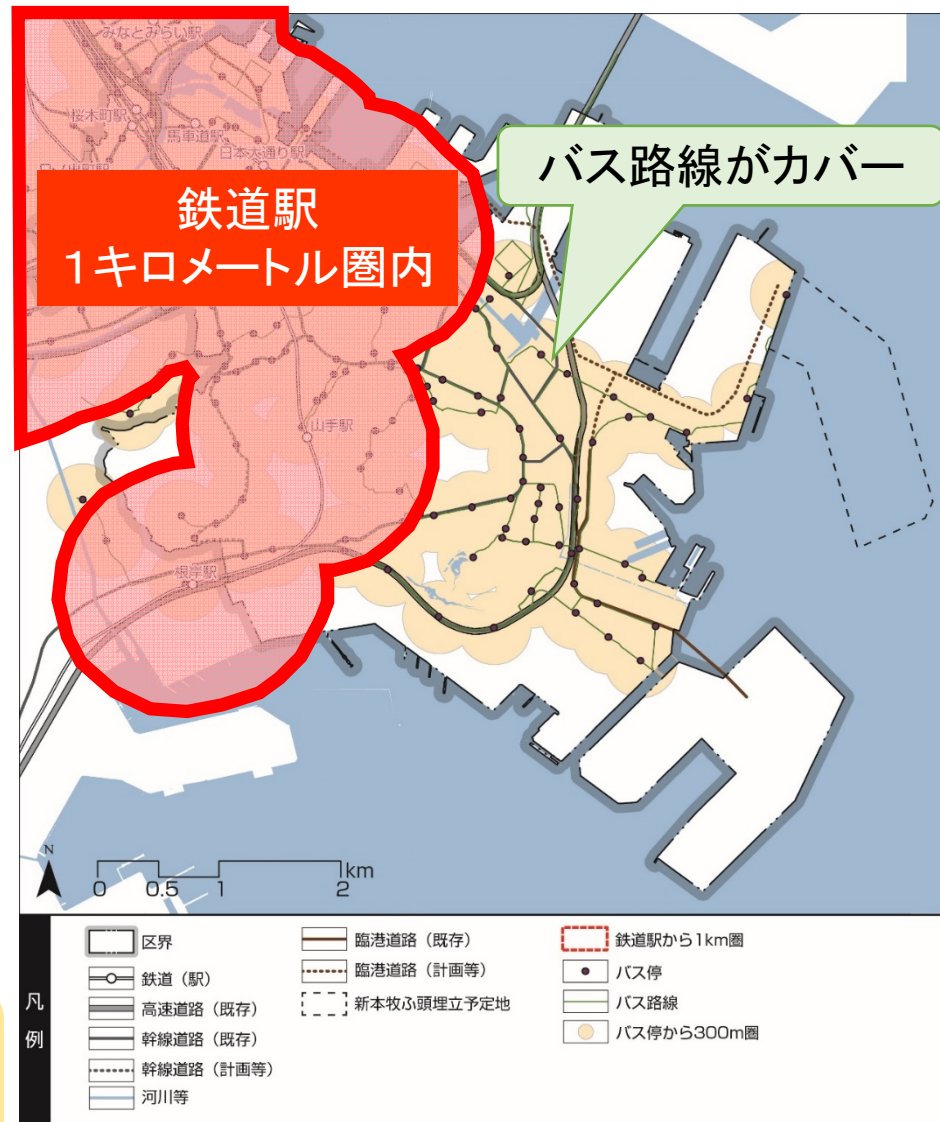 みなとみらい駅
桜木町駅
馬車道駅
日本大通り駅
バス路線がカバー
鉄道駅
1キロメートル圏内
山手駅
根岸駅
N
km
0 0.5 1 2
凡例
区界
鉄道（駅）
高速道路（既存）
幹線道路（既存）
幹線道路（計画等）
河川等
臨港道路（既存）
臨港道路（計画等）
新本牧ふ頭埋立予定地
鉄道駅から1km圏
バス停
バス路線
バス停から300m圏